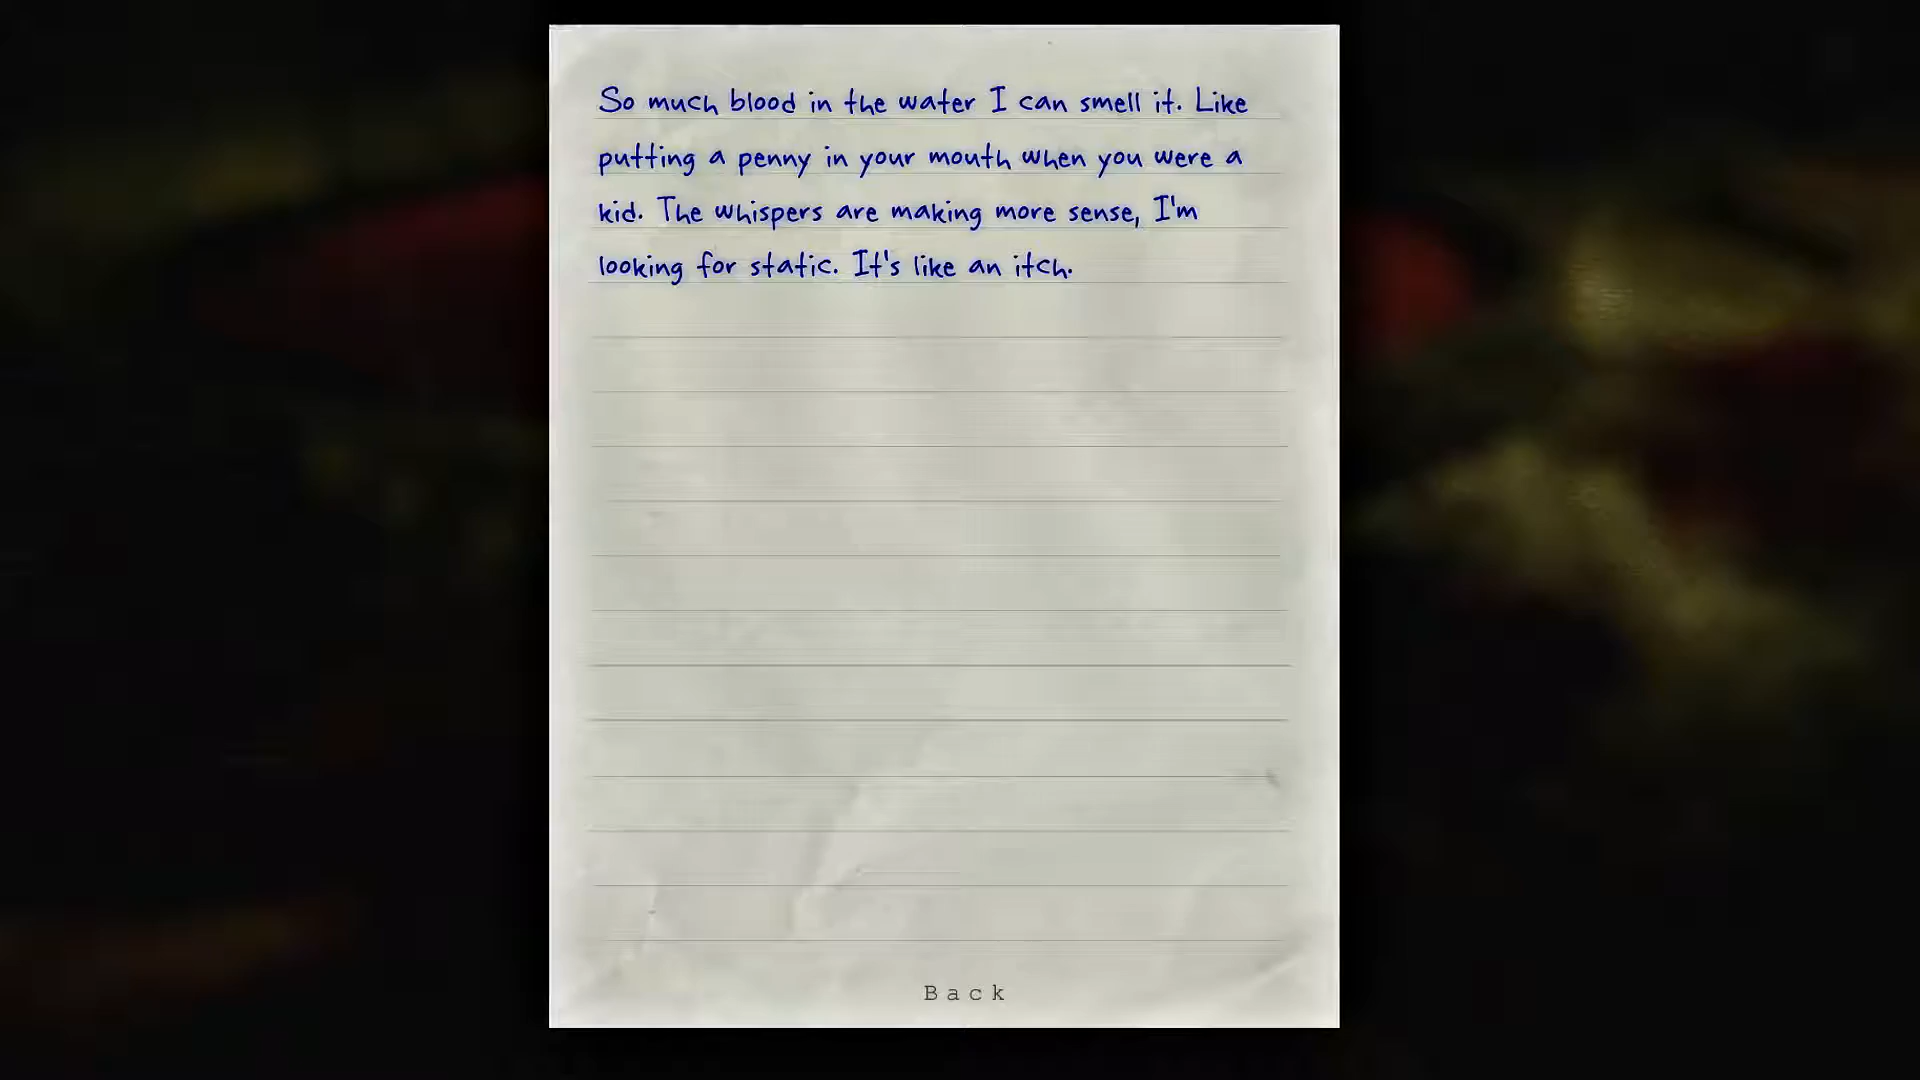 So much blood in the water I can smell it. Like
putting a penny in your mouth when you were a
kid. The whispers are making more sense, I'm
looking for static. It's like an itch.
Back